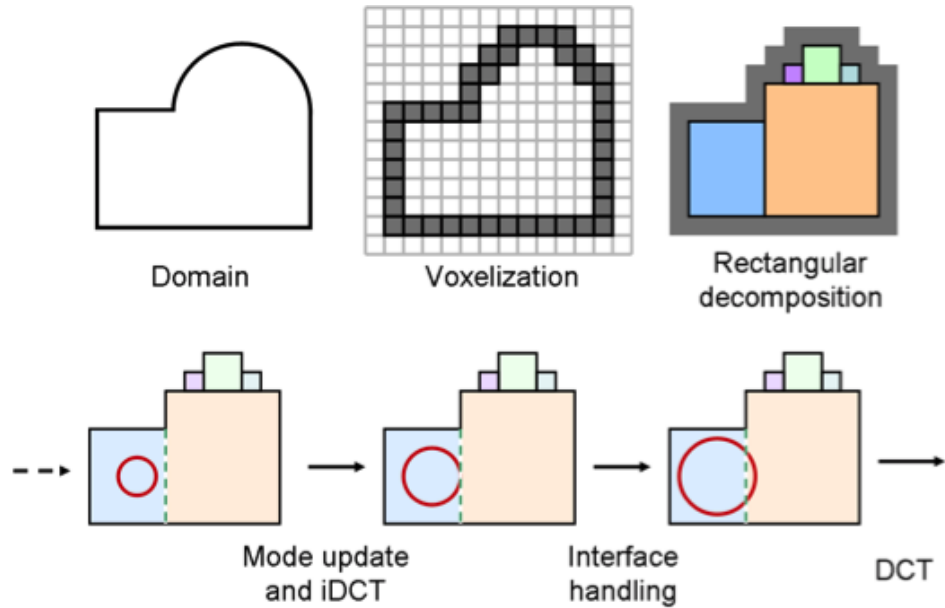 Domain
Voxelization
Rectangular
decomposition
Mode update
and iDCT
Interface
handling
DCT